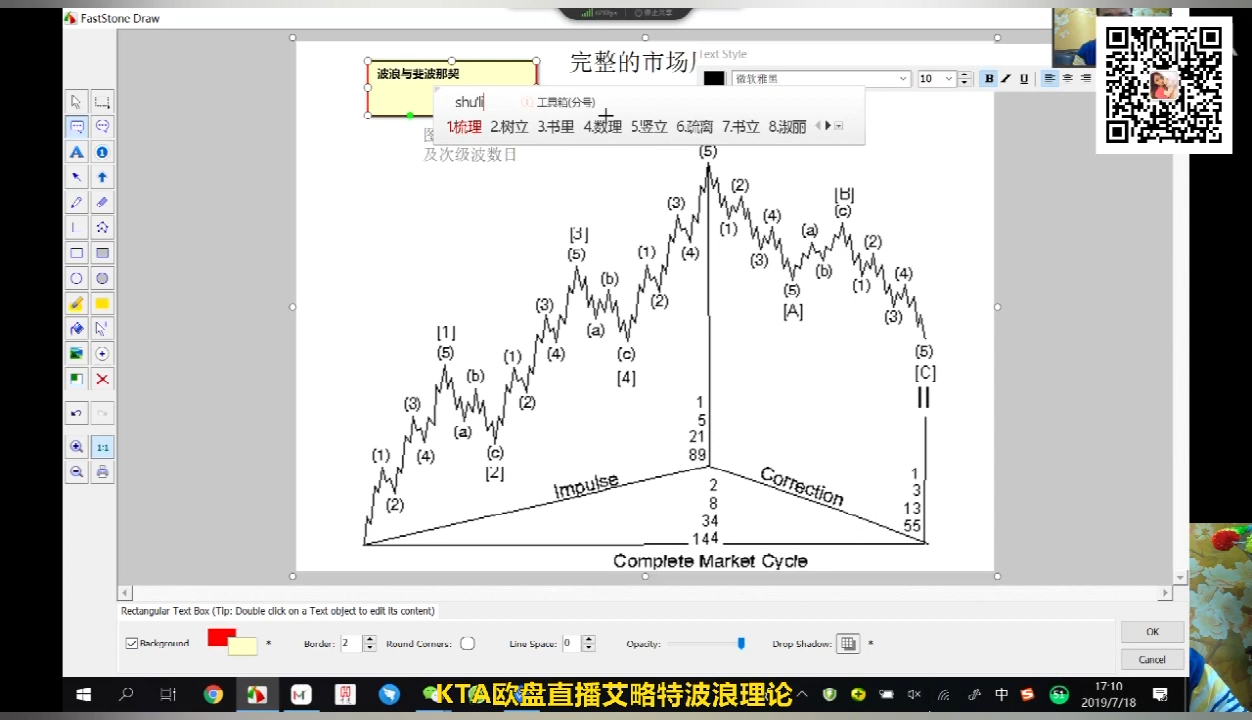 FastStone Draw
完整的市场
Text Style
波浪与斐波那契
微软雅黑
10
B
U
shu'li
工具箱(分号)
1.梳理 2.树立 3.书里 4.数理 5.竖立 6.疏离 7.书立 8.淑丽
及次级波数日
(5)
(2)
[B]
(c)
(3)
(1)
(4)
[3]
(5)
(4)
(1)
(3)
(a)
(2)
(b)
(2)
(b)
(5)
(1)
(4)
[A]
(3)
(3)
(a)
[1]
(5)
(4)
(1)
(c)
(5)
[4]
[C]
(b)
(2)
(3)
(a)
(4)
(c)
(1)
[2]
(2)
1
5
21
89
Impulse
Correction
2
8
34
144
1
3
13
55
Complete Market Cycle
1:1
Rectangular Text Box (Tip: Double click on a Text object to edit its content)
Background
Border: 2
Round Corners:
Line Space: 0
Opacity:
Drop Shadow:
OK
Cancel
KTA欧盘直播艾略特波浪理论
中
51
17:10
2019/7/18